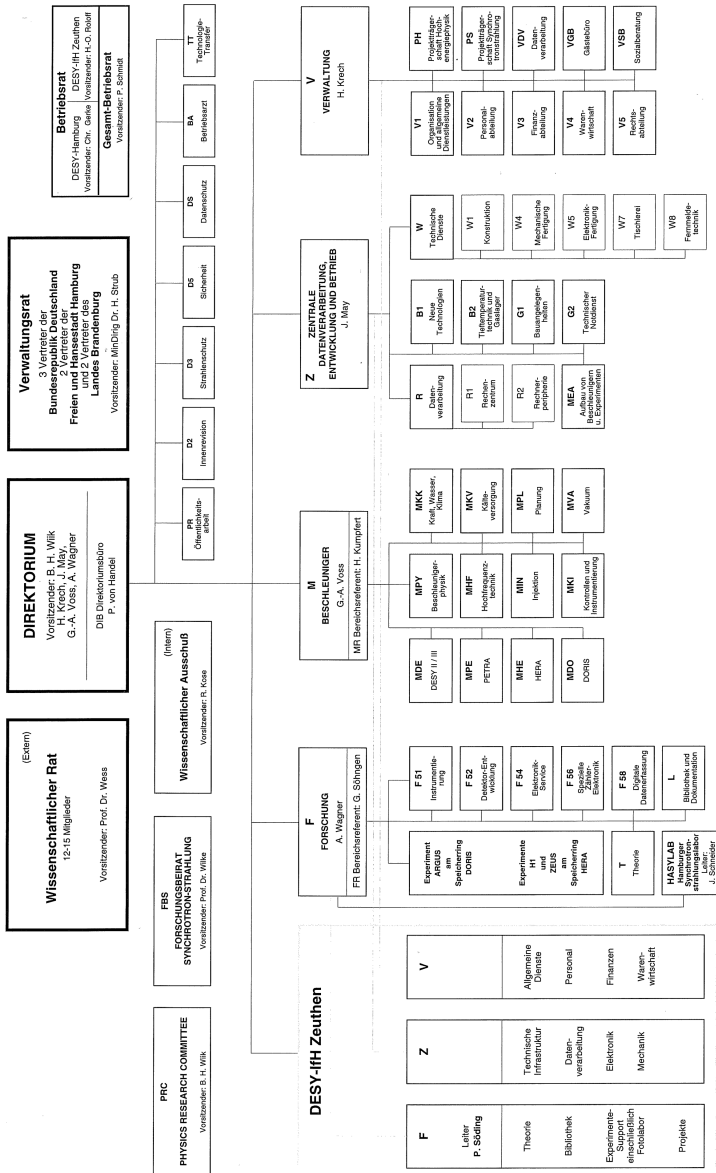 (Extern)
Wissenschaftlicher Rat
12-15 Mitglieder
Vorsitzender: Prof. Dr. Wess
DIREKTORIUM
Vorsitzender: B. H. Wiik
H. Krech, J. May,
G.-A. Voss, A. Wagner
DIB Direktoriumsbüro
P. von Handel
Verwaltungsrat
3 Vertreter der
Bundesrepublik Deutschland
2 Vertreter der
Freien und Hansestadt Hamburg
und 2 Vertreter des
Landes Brandenburg
Vorsitzender: MinDirig Dr. H. Strub
Betriebsrat
DESY-Hamburg
Vorsitzender: Chr. Gerke
DESY-IfH Zeuthen
Vorsitzender: H.-O. Roloff
Gesamt-Betriebsrat
Vorsitzender: P. Schmidt
PRC
PHYSICS RESEARCH COMMITTEE
Vorsitzender: B. H. Wiik
FBS
FORSCHUNGSBEIRAT
SYNCHROTRON-STRAHLUNG
Vorsitzender: Prof. Dr. Wilke
(Intern)
Wissenschaftlicher Ausschuß
Vorsitzender: R. Kose
PR
Öffentlichkeits-
arbeit
D2
Innenrevision
D3
Strahlenschutz
D5
Sicherheit
DS
Datenschutz
BA
Betriebsarzt
TT
Technologie-
Transfer
DESY-IfH Zeuthen
F
Leiter
P. Söding
Theorie
Bibliothek
Experimente-
Support
einschließlich
Fotolabor
Projekte
Z
Technische
Infrastruktur
Daten-
verarbeitung
Elektronik
Mechanik
V
Allgemeine
Dienste
Personal
Finanzen
Waren-
wirtschaft
F
FORSCHUNG
A. Wagner
FR Bereichsreferent: G. Söhngen
Experiment
ARGUS
am
Speicherring
DORIS
Experimente
H1
und
ZEUS
am
Speicherring
HERA
T
Theorie
HASYLAB
Hamburger
Synchrotron-
strahlungslabor
Leiter:
J. Schneider
F 51
Instrumentie-
rung
F 52
Detektor-Ent-
wicklung
F 54
Elektronik-
Service
F 56
Spezielle
Zähler-
Elektronik
F 58
Digitale
Datenerfassung
L
Bibliothek und
Dokumentation
M
BESCHLEUNIGER
G.-A. Voss
MR Bereichsreferent: H. Kumpfert
MDE
DESY II / III
MPE
PETRA
MHE
HERA
MDO
DORIS
MPY
Beschleuniger-
physik
MHF
Hochfrequenz-
technik
MIN
Injektion
MKI
Kontrollen und
Instrumentierung
MKK
Kraft, Wasser,
Klima
MKV
Kälte-
versorgung
MPL
Planung
MVA
Vakuum
Z ZENTRALE
DATENVERARBEITUNG,
ENTWICKLUNG UND BETRIEB
J. May
R
Daten-
verarbeitung
R1
Rechen-
zentrum
R2
Rechner-
peripherie
MEA
Aufbau von
Beschleunigern
u. Experimenten
B1
Neue
Technologien
B2
Tieftemperatur-
technik und
Gaslager
G1
Bauangelegen-
heiten
G2
Technischer
Notdienst
W
Technische
Dienste
W1
Konstruktion
W4
Mechanische
Fertigung
W5
Elektronik-
Fertigung
W7
Tischlerei
W8
Fernmelde-
technik
V
VERWALTUNG
H. Krech
V1
Organisation
und allgemeine
Dienstleistungen
V2
Personal-
abteilung
V3
Finanz-
abteilung
V4
Waren-
wirtschaft
V5
Rechts-
abteilung
PH
Projektträger-
schaft Hoch-
energiephysik
PS
Projektträger-
schaft Synchro-
tronstrahlung
VDV
Daten-
verarbeitung
VGB
Gästebüro
VSB
Sozialberatung